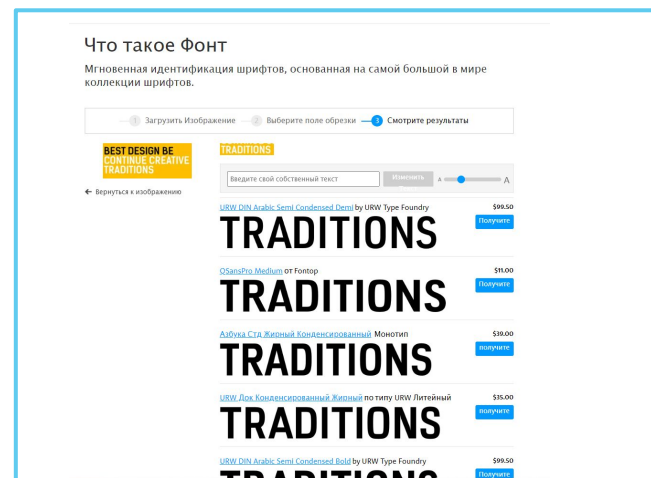 Что такое Фонт
Мгновенная идентификация шрифтов, основанная на самой большой в мире
коллекции шрифтов.
1 Загрузить Изображение 2 Выберите поле обрезки 3 Смотрите результаты
BEST DESIGN BE
CONTINUE CREATIVE
TRADITIONS
← Вернуться к изображению
TRADITIONS
Введите свой собственный текст
Изменить
A A
URW DIN Arabic Semi Condensed Demi by URW Type Foundry $99.50
Получите
TRADITIONS
QSansPro Medium от Fontop $11.00
Получите
TRADITIONS
Азбука Стд Жирный Конденсированный Монотип $39.00
получите
TRADITIONS
URW Док Конденсированный Жирный по типу URW Литейный $35.00
получите
TRADITIONS
URW DIN Arabic Semi Condensed Bold by URW Type Foundry $99.50
Получите
TRADITIONS